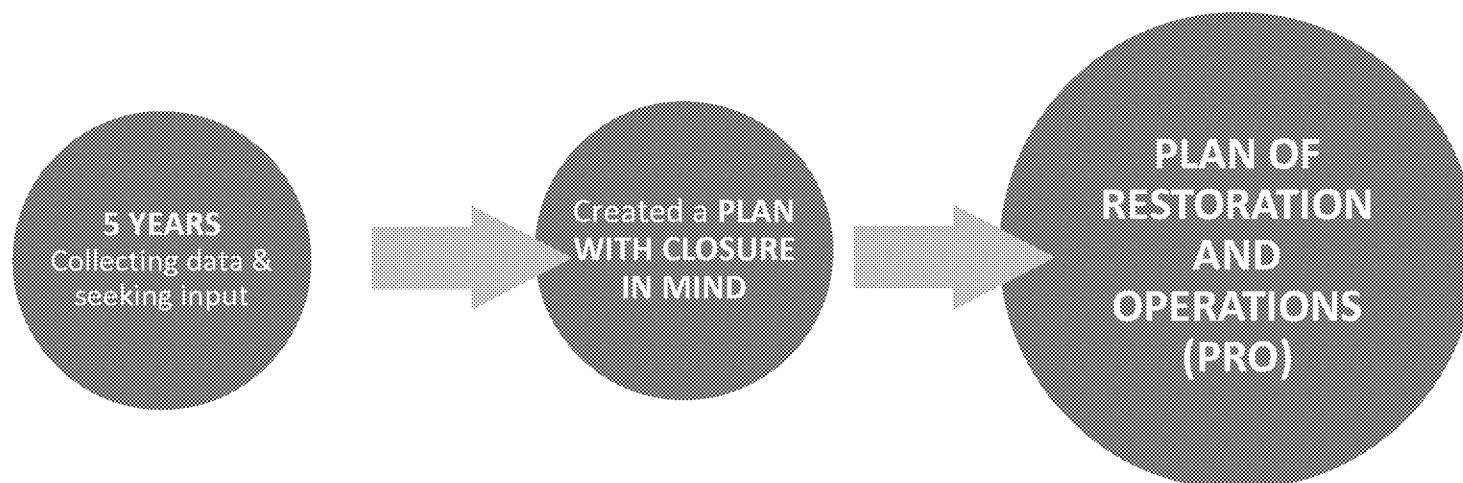 5 YEARS
Collecting data &
seeking input
Created a PLAN
WITH CLOSURE
IN MIND
PLAN OF
RESTORATION
AND
OPERATIONS
(PRO)